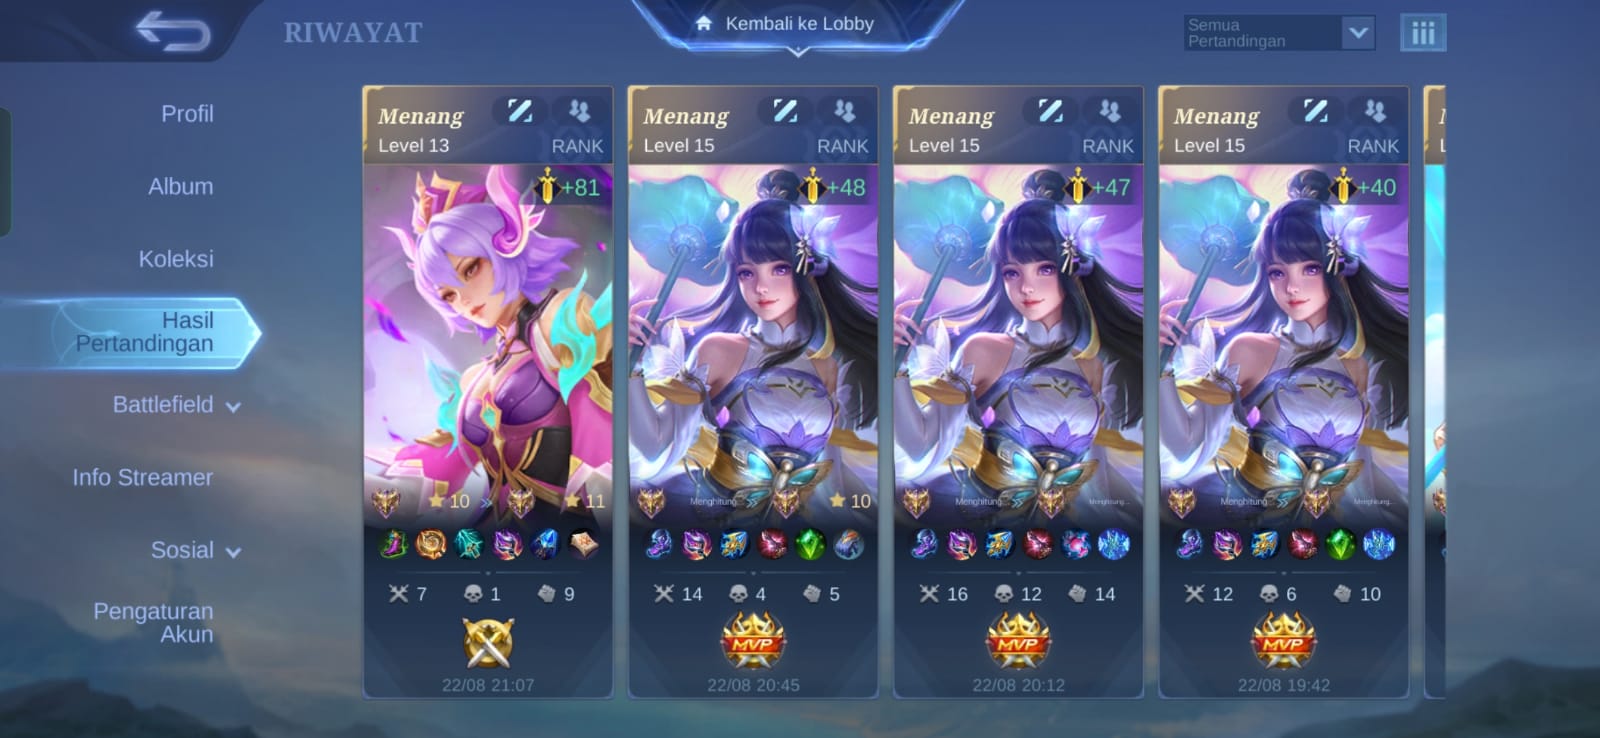 RIWAYAT
Kembali ke Lobby
Semua
Pertandingan
Profil
Album
Koleksi
Hasil
Pertandingan
Battlefield
Info Streamer
Sosial
Pengaturan
Akun
Menang
Level 13 RANK
+81
10 11
7 1 9
22/08 21:07
Menang
Level 15 RANK
+48
Menghitung... 10
14 4 5
MVP
22/08 20:45
Menang
Level 15 RANK
+47
Menghitung... Menghitung...
16 12 14
MVP
22/08 20:12
Menang
Level 15 RANK
+40
Menghitung... Menghitung...
12 6 10
MVP
22/08 19:42